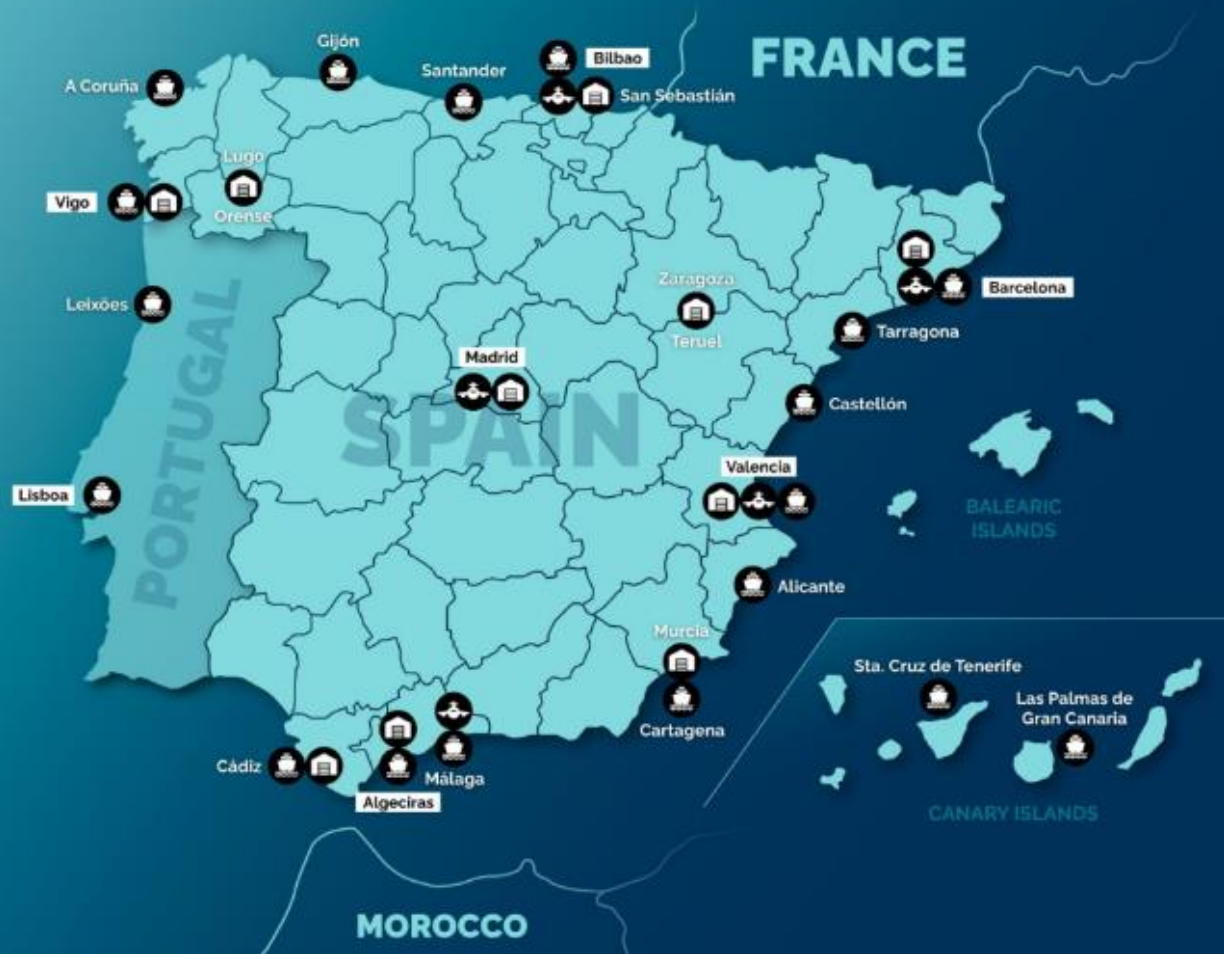 FRANCE
Gijón
Bilbao
Santander
A Coruña
San Sebastián
Lugo
Vigo
Orense
Zaragoza
Barcelona
Leixões
Tarragona
Teruel
Madrid
Castellón
SPAIN
PORTUGAL
Valencia
Lisboa
BALEARIC
ISLANDS
Alicante
Murcia
Sta. Cruz de Tenerife
Las Palmas de
Gran Canaria
Cartagena
Cádiz
Málaga
Algeciras
CANARY ISLANDS
MOROCCO